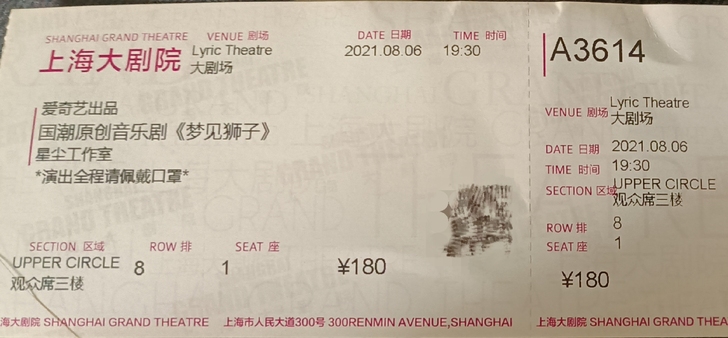 SHANGHAI GRAND THEATRE
上海大剧院
VENUE 剧场
Lyric Theatre
大剧场
DATE 日期
2021.08.06
TIME 时间
19:30
爱奇艺出品
国潮原创音乐剧《梦见狮子》
星尘工作室
*演出全程请佩戴口罩*
SECTION 区域
UPPER CIRCLE
观众席三楼
ROW 排
8
SEAT 座
1
¥180
海大剧院 SHANGHAI GRAND THEATRE 上海市人民大道300号 300RENMIN AVENUE,SHANGHAI
A3614
VENUE 剧场 Lyric Theatre
大剧场
DATE 日期 2021.08.06
TIME 时间 19:30
SECTION 区域 UPPER CIRCLE
观众席三楼
ROW 排 8
SEAT 座 1
¥180
上海大剧院 SHANGHAI GRAND THEA